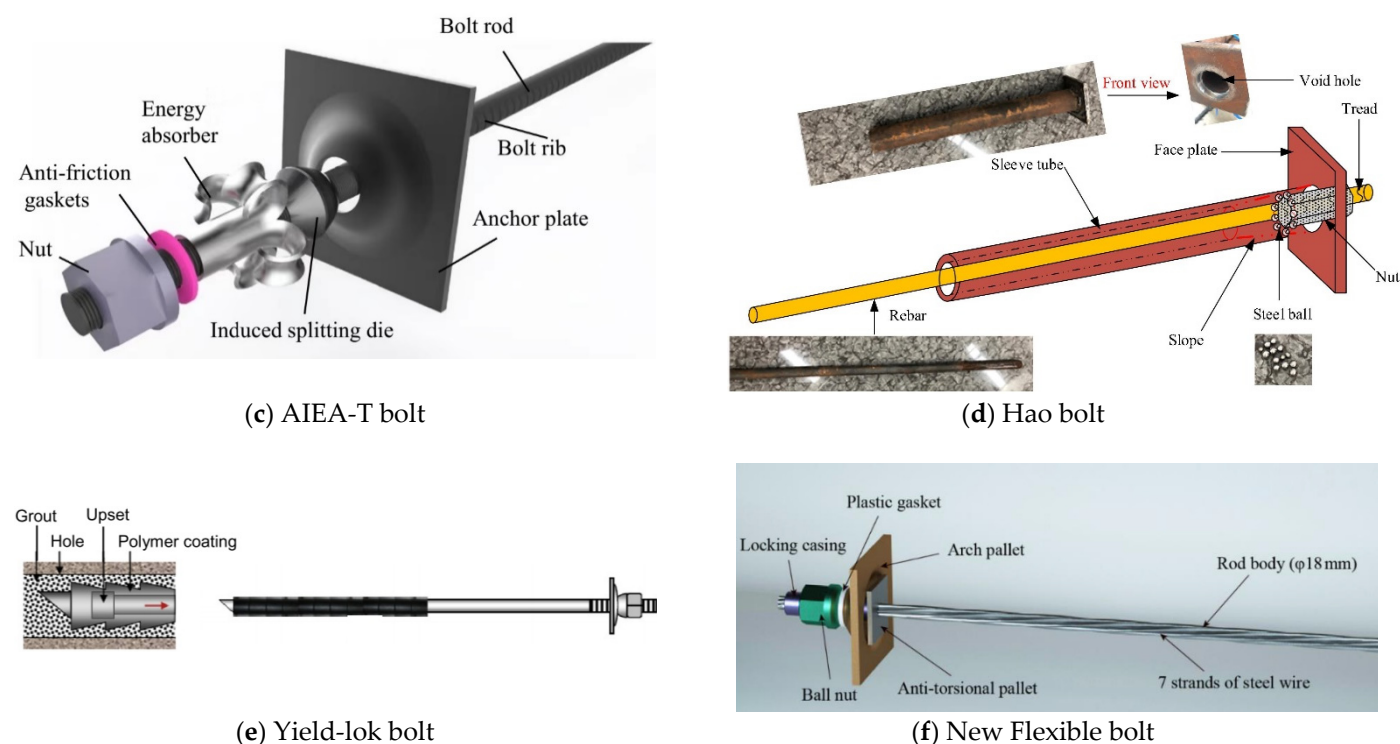 Bolt rod
Energy
absorber
Bolt rib
Anti-friction
gaskets
Anchor plate
Nut
Induced splitting die
(c) AIEA-T bolt
Front view
Void hole
Tread
Face plate
Sleeve tube
Nut
Steel ball
Rebar
Slope
(d) Hao bolt
Grout
Upset
Hole
Polymer coating
(e) Yield-lok bolt
Plastic gasket
Locking casing
Arch pallet
Rod body (φ18mm)
Ball nut
Anti-torsional pallet
7 strands of steel wire
(f) New Flexible bolt